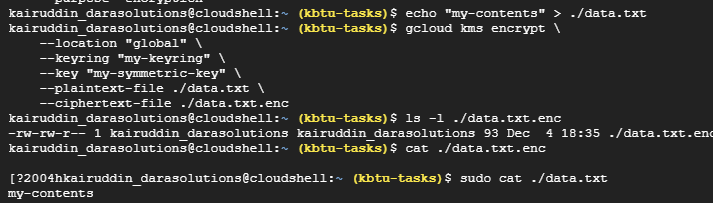 --purpose "encryption"
kairuddin_darasolutions@cloudshell:~ (kbtu-tasks)$ echo "my-contents" > ./data.txt
kairuddin_darasolutions@cloudshell:~ (kbtu-tasks)$ gcloud kms encrypt \
    --location "global" \
    --keyring "my-keyring" \
    --key "my-symmetric-key" \
    --plaintext-file ./data.txt \
    --ciphertext-file ./data.txt.enc
kairuddin_darasolutions@cloudshell:~ (kbtu-tasks)$ ls -l ./data.txt.enc
-rw-rw-r-- 1 kairuddin_darasolutions kairuddin_darasolutions 93 Dec  4 18:35 ./data.txt.enc
kairuddin_darasolutions@cloudshell:~ (kbtu-tasks)$ cat ./data.txt.enc
[?2004hkairuddin_darasolutions@cloudshell:~ (kbtu-tasks)$ sudo cat ./data.txt
my-contents